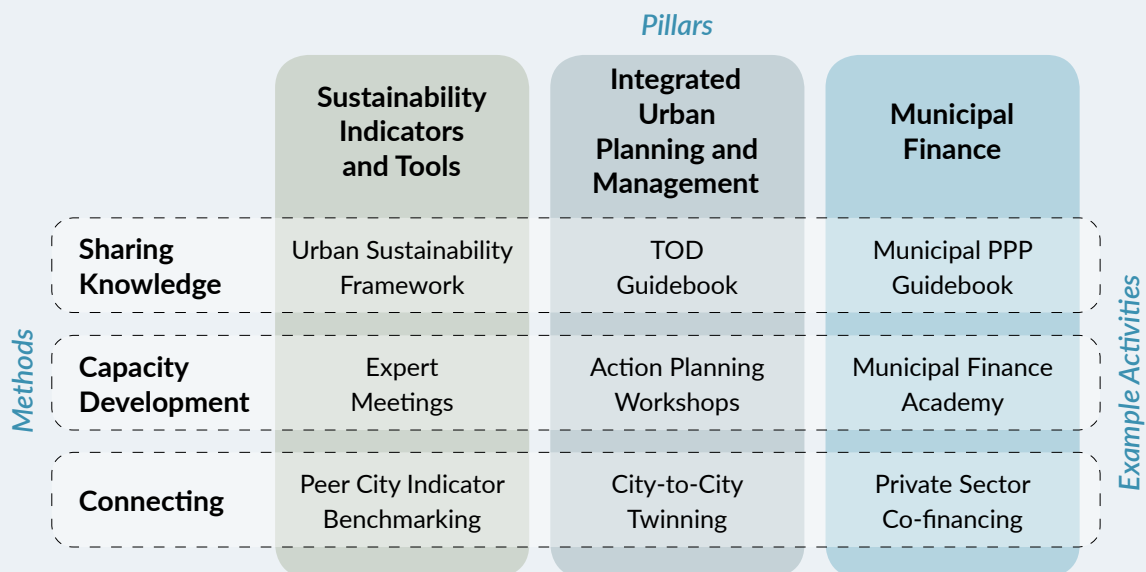 Pillars
Sustainability
Indicators
and Tools
Integrated
Urban
Planning and
Management
Municipal
Finance
Methods
Sharing
Knowledge
Urban Sustainability
Framework
TOD
Guidebook
Municipal PPP
Guidebook
Capacity
Development
Expert
Meetings
Action Planning
Workshops
Municipal Finance
Academy
Connecting
Peer City Indicator
Benchmarking
City-to-City
Twinning
Private Sector
Co-financing
Example Activities